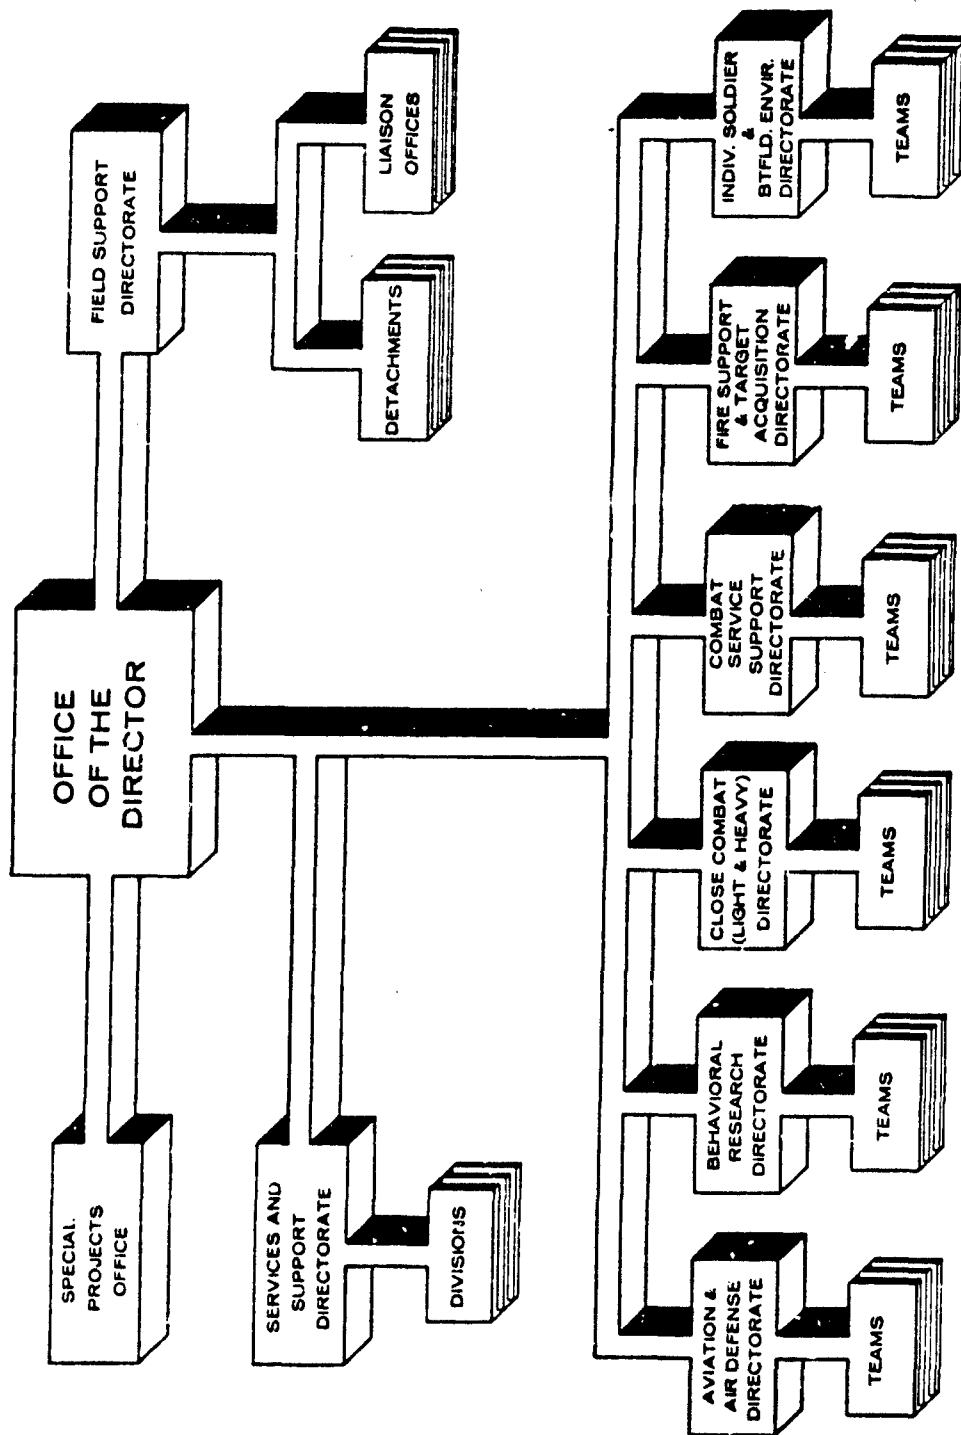 OFFICE
OF THE
DIRECTOR
SPECIAL
PROJECTS
OFFICE
FIELD SUPPORT
DIRECTORATE
SERVICES AND
SUPPORT
DIRECTORATE
DIVISIONS
DETACHMENTS
LIAISON
OFFICES
AVIATION &
AIR DEFENSE
DIRECTORATE
BEHAVIORAL
RESEARCH
DIRECTORATE
CLOSE COMBAT
(LIGHT & HEAVY)
DIRECTORATE
COMBAT
SERVICE
SUPPORT
DIRECTORATE
FIRE SUPPORT
& TARGET
ACQUISITION
DIRECTORATE
INDIV. SOLDIER
&
BTFLD. ENVIR.
DIRECTORATE
TEAMS
TEAMS
TEAMS
TEAMS
TEAMS
TEAMS